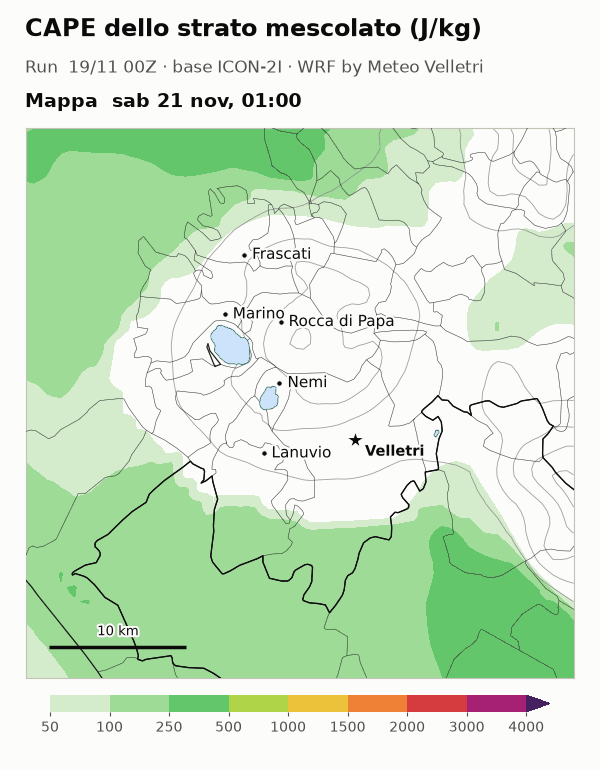 CAPE dello strato mescolato (J/kg)
Run 19/11 00Z · base ICON-2I · WRF by Meteo Velletri
Mappa sab 21 nov, 01:00
Frascati
Marino
Rocca di Papa
Nemi
Velletri
Lanuvio
10 km
50 100 250 500 1000 1500 2000 3000 4000